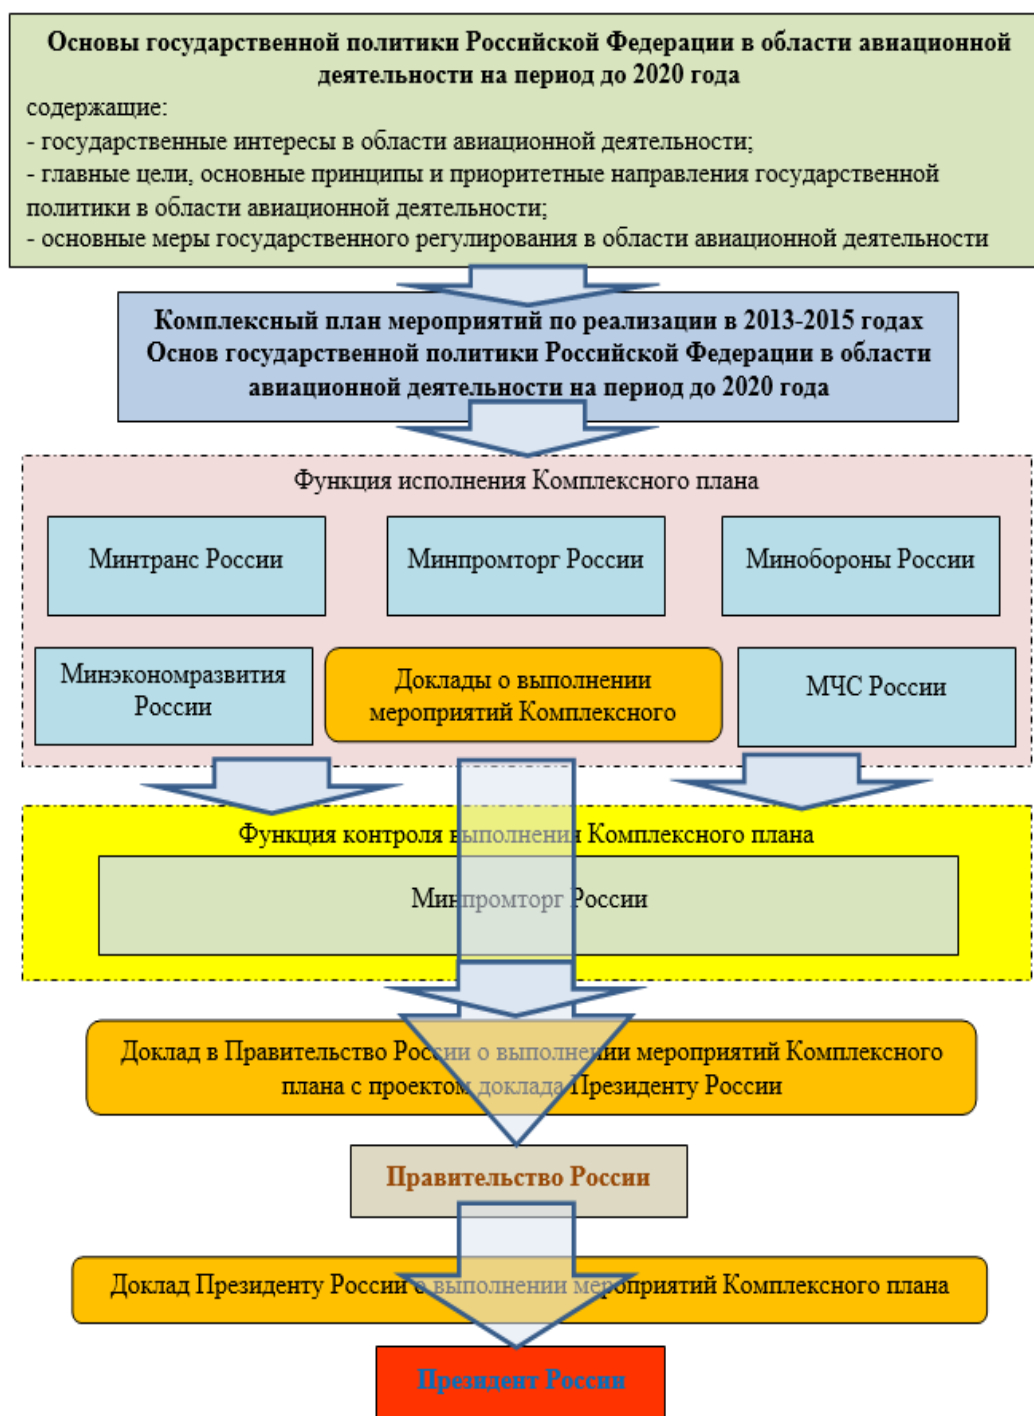 Основы государственной политики Российской Федерации в области авиационной
деятельности на период до 2020 года
содержащие:
- государственные интересы в области авиационной деятельности;
- главные цели, основные принципы и приоритетные направления государственной
политики в области авиационной деятельности;
- основные меры государственного регулирования в области авиационной деятельности
Комплексный план мероприятий по реализации в 2013-2015 годах
Основ государственной политики Российской Федерации в области
авиационной деятельности на период до 2020 года
Функция исполнения Комплексного плана
Минтранс России
Минпромторг России
Минобороны России
Минэкономразвития
России
Доклады о выполнении
мероприятий Комплексного
МЧС России
Функция контроля выполнения Комплексного плана
Минпромторг России
Доклад в Правительство России о выполнении мероприятий Комплексного
плана с проектом доклада Президенту России
Правительство России
Доклад Президенту России о выполнении мероприятий Комплексного плана
Президент России